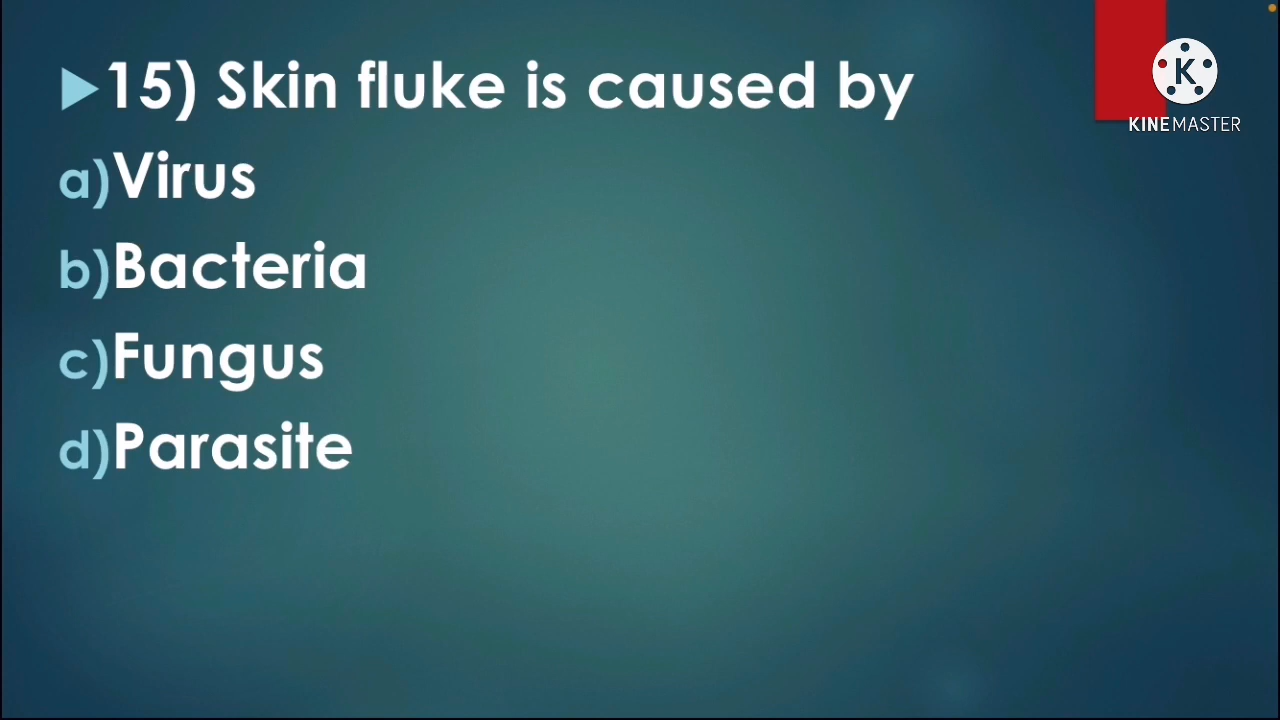 15) Skin fluke is caused by
a)Virus
b)Bacteria
c)Fungus
d)Parasite
K
KINEMASTER